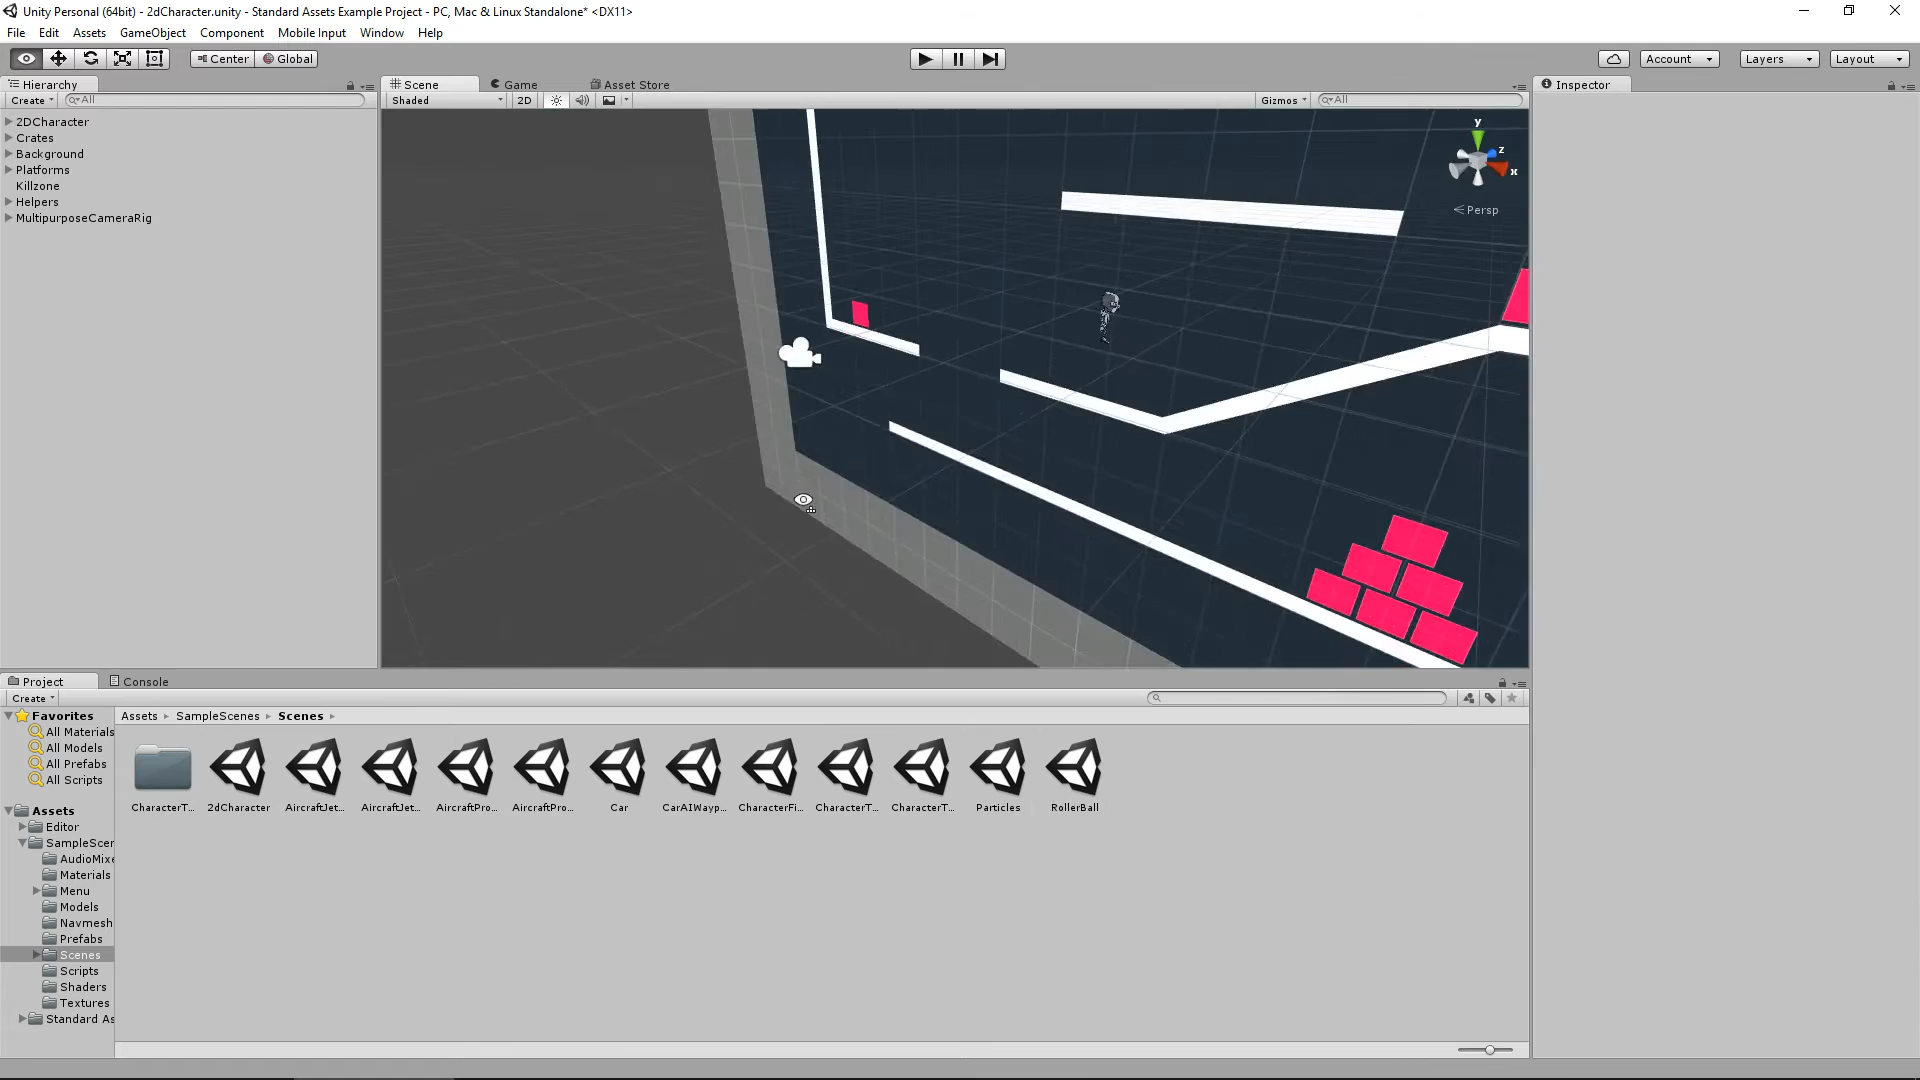 Unity Personal (64bit) - 2dCharacter.unity - Standard Assets Example Project - PC, Mac & Linux Standalone* <DX11>
File Edit Assets GameObject Component Mobile Input Window Help
Center Global Account Layers Layout
Hierarchy
Create All
2DCharacter
Crates
Background
Platforms
Killzone
Helpers
MultipurposeCameraRig
Scene Game Asset Store
Shaded 2D Gizmos All
y
z
x
Persp
Inspector
Project Console
Create
Favorites
All Materials
All Models
All Prefabs
All Scripts
Assets
Editor
SampleScen
AudioMixe
Materials
Menu
Models
Navmesh
Prefabs
Scenes
Scripts
Shaders
Textures
Standard As
Assets SampleScenes Scenes
CharacterT... 2dCharacter AircraftJet... AircraftJet... AircraftPro... AircraftPro... Car CarAIWayp... CharacterFi... CharacterT... CharacterT... Particles RollerBall